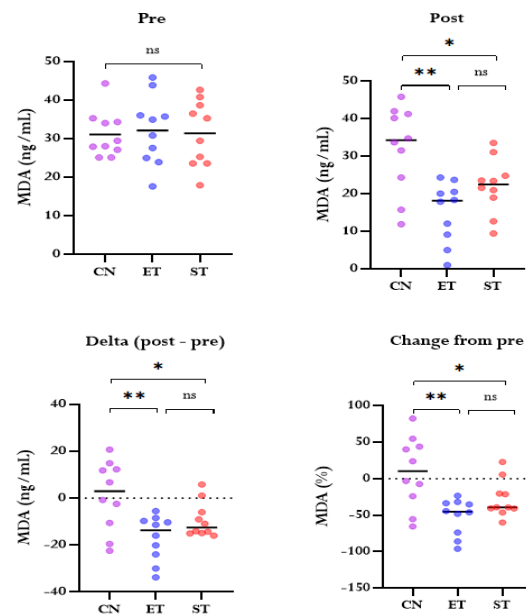 Pre
ns
MDA (ng/mL)
50
40
30
20
10
0
CN ET ST
Post
*
** ns
MDA (ng/mL)
50
40
30
20
10
0
CN ET ST
Delta (post - pre)
*
** ns
MDA (ng/mL)
40
20
0
-20
-40
CN ET ST
Change from pre
*
** ns
MDA (%)
100
50
0
-50
-100
-150
CN ET ST